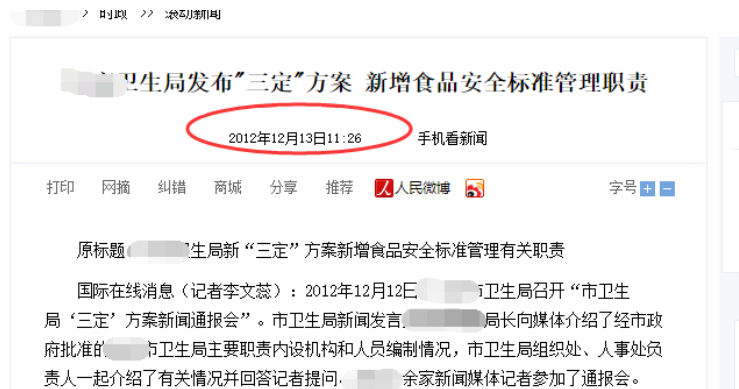 > 时政 >> 滚动新闻
卫生局发布"三定"方案 新增食品安全标准管理职责
2012年12月13日11:26 手机看新闻
打印 网摘 纠错 商城 分享 推荐 人民微博 字号 + −
原标题 生局新“三定”方案新增食品安全标准管理有关职责
国际在线消息（记者李文蕊）：2012年12月12日 市卫生局召开“市卫生
局‘三定’方案新闻通报会”。市卫生局新闻发言 局长向媒体介绍了经市政
府批准的 市卫生局主要职责内设机构和人员编制情况，市卫生局组织处、人事处负
责人一起介绍了有关情况并回答记者提问 余家新闻媒体记者参加了通报会。